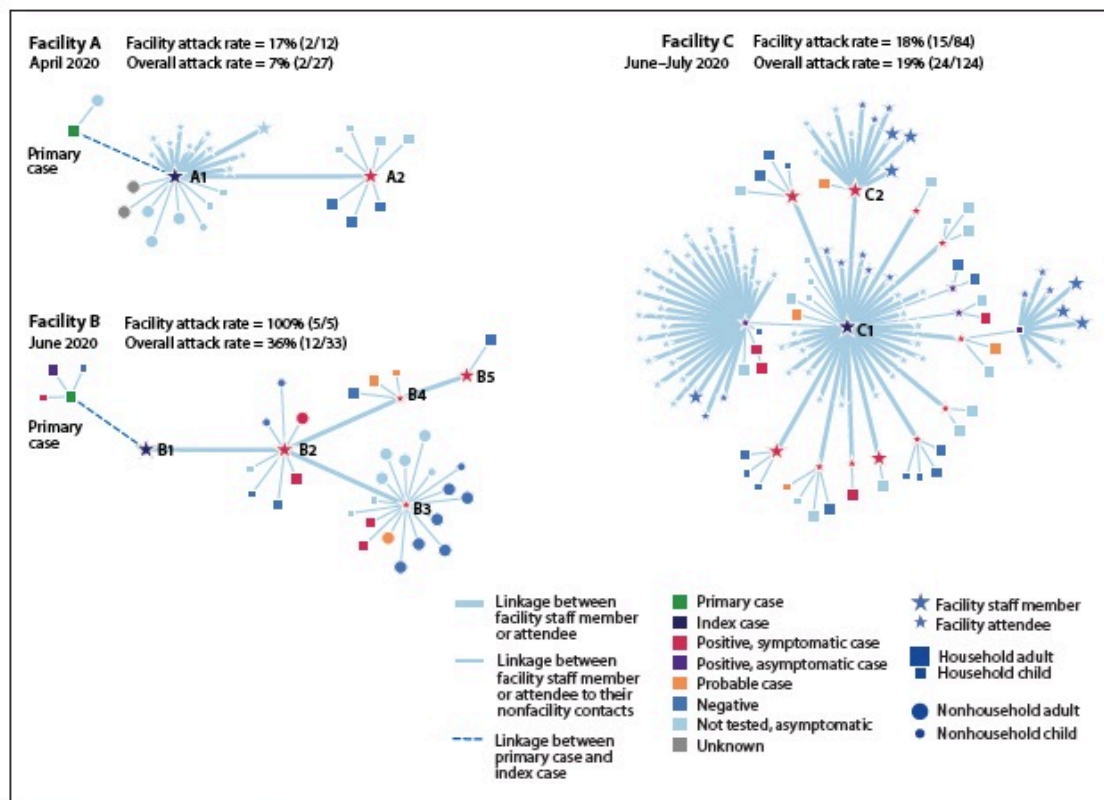 Facility A Facility attack rate = 17% (2/12)
April 2020 Overall attack rate = 7% (2/27)
Primary
case
A1
A2
Facility B Facility attack rate = 100% (5/5)
June 2020 Overall attack rate = 36% (12/33)
Primary
case
B1
B2
B3
B4
B5
Facility C Facility attack rate = 18% (15/84)
June–July 2020 Overall attack rate = 19% (24/124)
C2
C1
Linkage between
facility staff member
or attendee
Linkage between
facility staff member
or attendee to their
nonfacility contacts
Linkage between
primary case and
index case
Primary case
Index case
Positive, symptomatic case
Positive, asymptomatic case
Probable case
Negative
Not tested, asymptomatic
Unknown
Facility staff member
Facility attendee
Household adult
Household child
Nonhousehold adult
Nonhousehold child